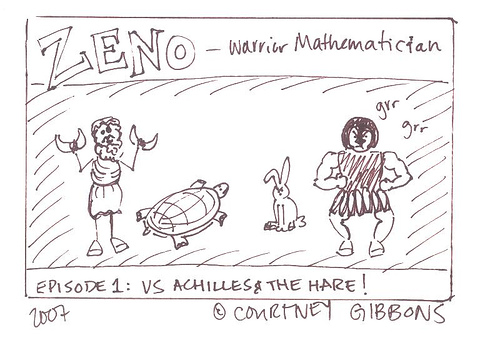 ZENO – Warrior Mathematician
grr
grr
EPISODE 1: VS ACHILLES & THE HARE!
2007 © COURTNEY GIBBONS